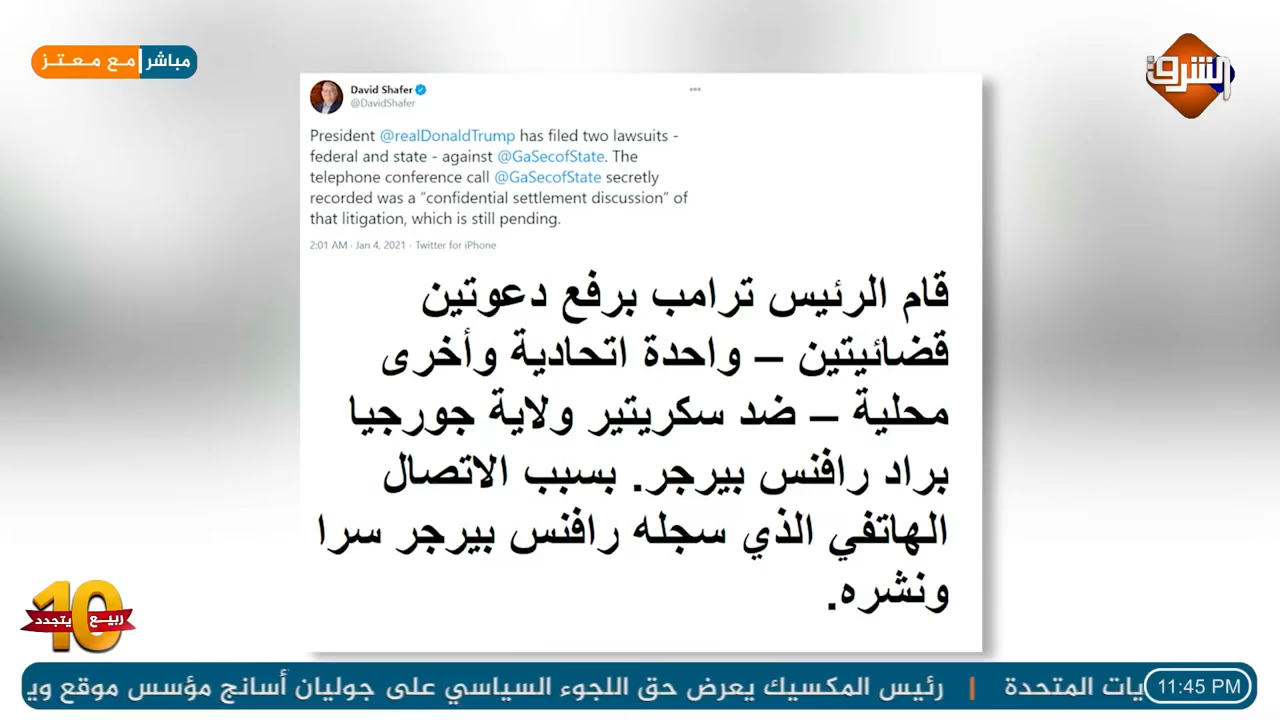 مباشر مع معتز
الشرق
David Shafer
@DavidShafer
President @realDonaldTrump has filed two lawsuits -
federal and state - against @GaSecofState. The
telephone conference call @GaSecofState secretly
recorded was a “confidential settlement discussion” of
that litigation, which is still pending.
2:01 AM · Jan 4, 2021 · Twitter for iPhone
قام الرئيس ترامب برفع دعوتين
قضائيتين – واحدة اتحادية وأخرى
محلية – ضد سكريتير ولاية جورجيا
براد رافنس بيرجر. بسبب الاتصال
الهاتفي الذي سجله رافنس بيرجر سرا
ونشره.
10
ربيع يتجدد
يات المتحدة | رئيس المكسيك يعرض حق اللجوء السياسي على جوليان أسانج مؤسس موقع وي
11:45 PM